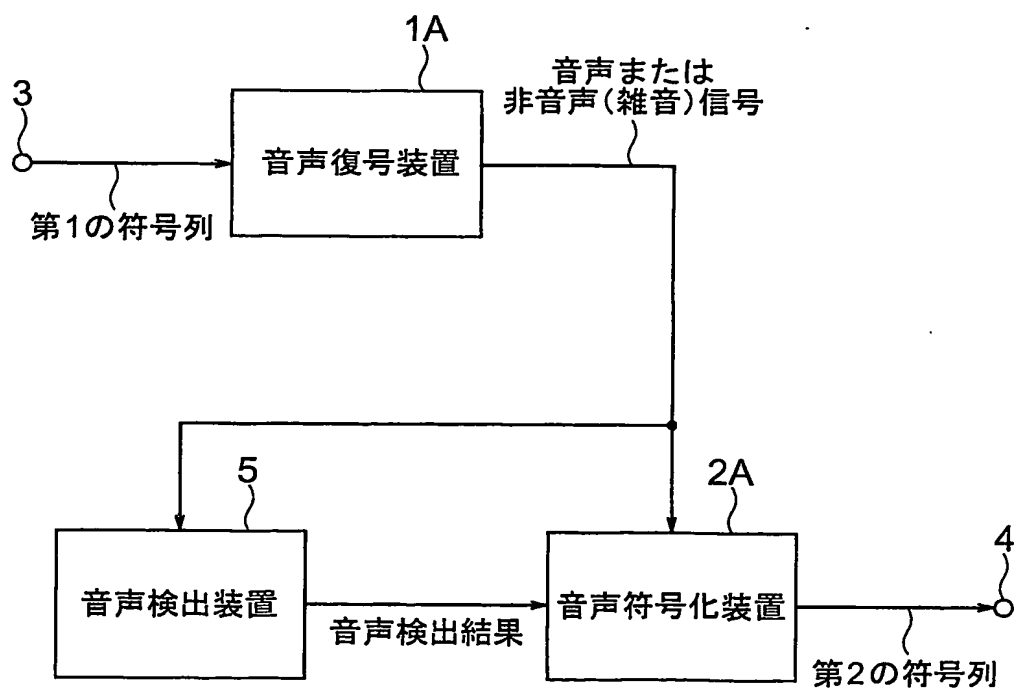 1A
音声または
非音声(雑音)信号
3
音声復号装置
第1の符号列
5
2A
4
音声検出装置
音声検出結果
音声符号化装置
第2の符号列